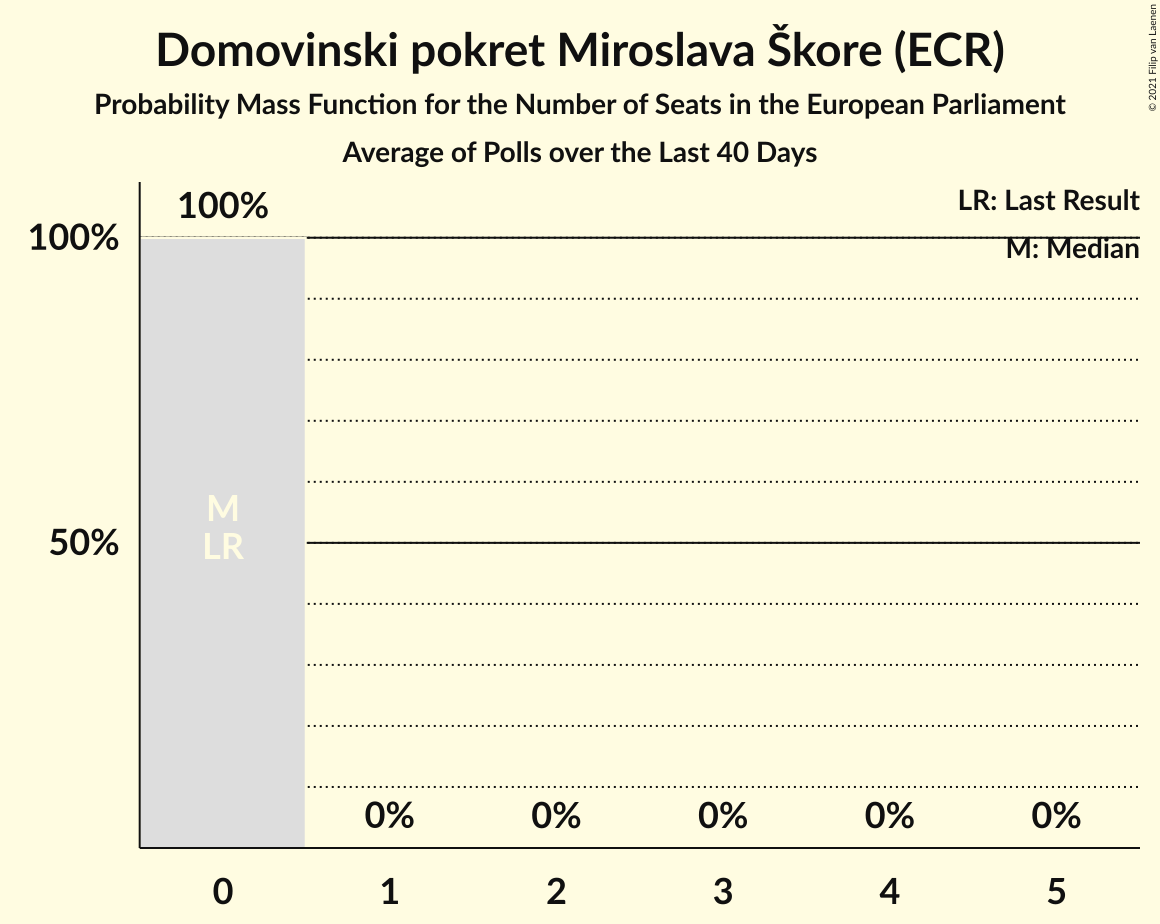 Domovinski pokret Miroslava Škore (ECR)
Probability Mass Function for the Number of Seats in the European Parliament
Average of Polls over the Last 40 Days
© 2021 Filip van Laenen
LR: Last Result
M: Median
100%
100%
50%
M
LR
0% 0% 0% 0% 0%
0 1 2 3 4 5